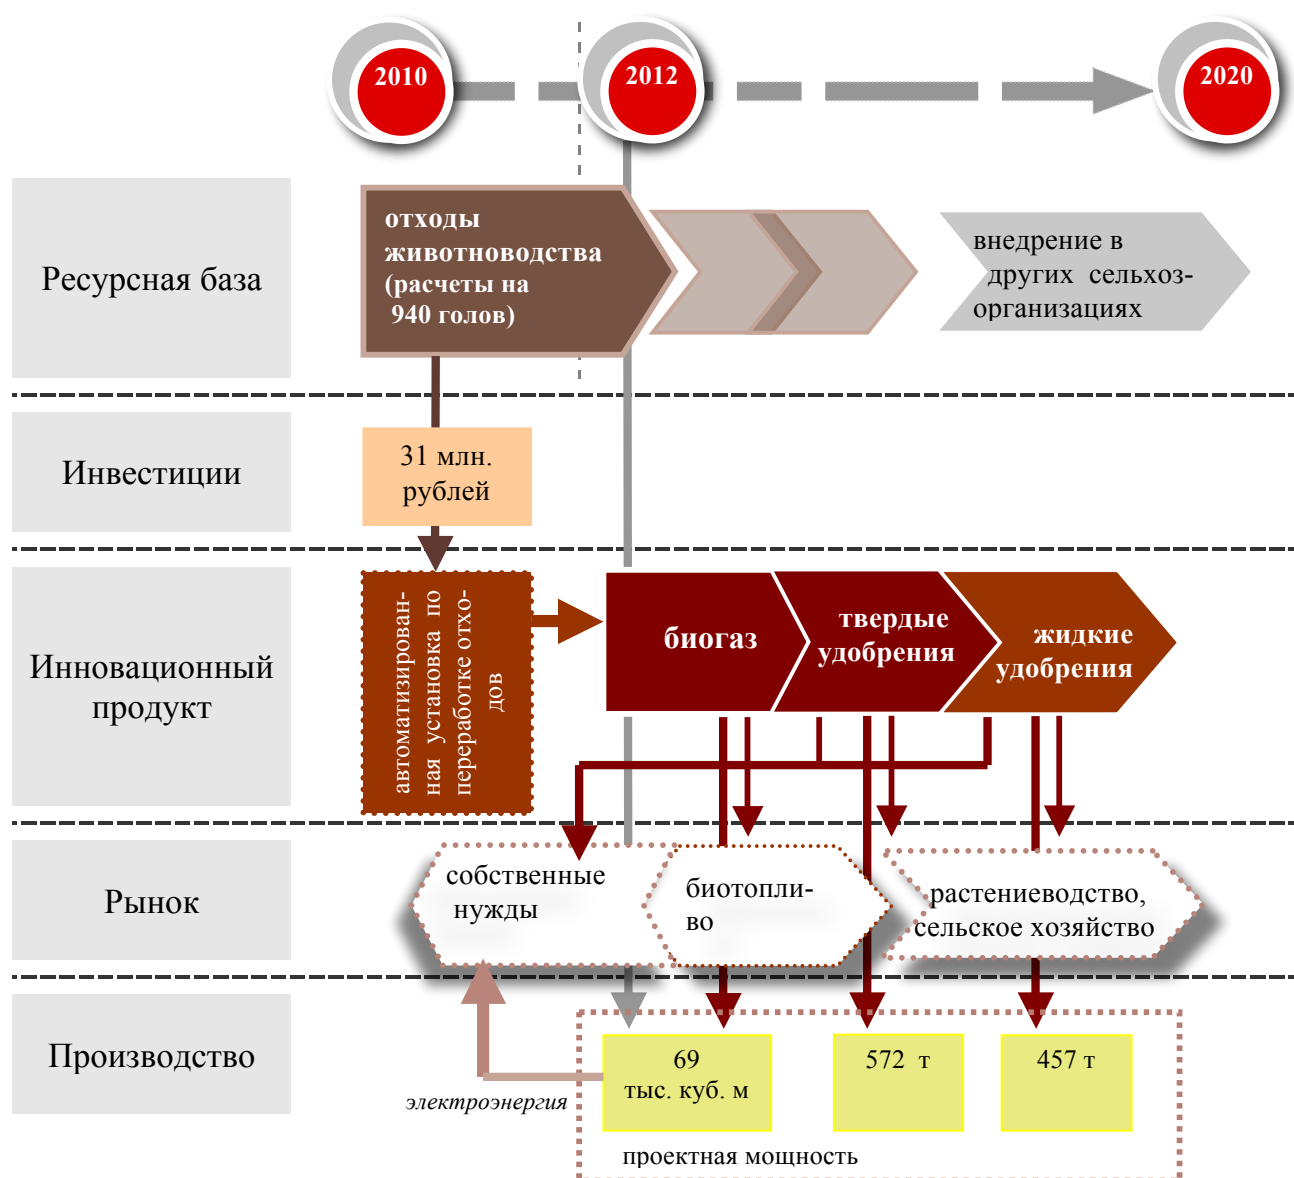 2010
2012
2020
Ресурсная база
отходы
животноводства
(расчеты на
940 голов)
внедрение в
других сельхоз-
организациях
Инвестиции
31 млн.
рублей
Инновационный
продукт
автоматизирован-
ная установка по
переработке отхо-
дов
биогаз
твердые
удобрения
жидкие
удобрения
Рынок
собственные
нужды
биотопли-
во
растениеводство,
сельское хозяйство
Производство
электроэнергия
69
тыс. куб. м
572 т
457 т
проектная мощность